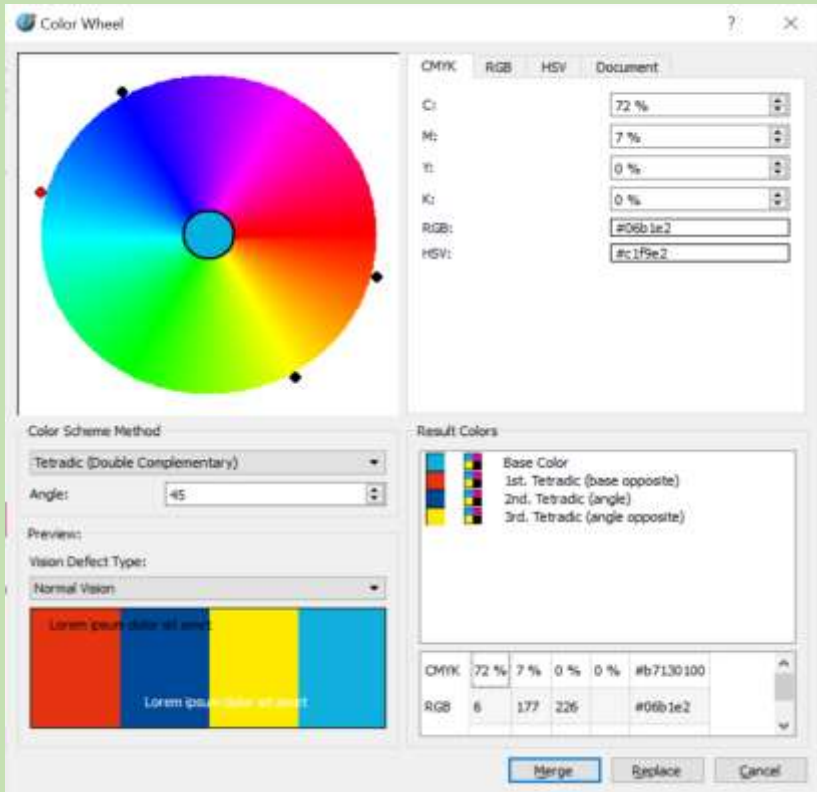 Color Wheel ?
CMYK RGB HSV Document
C: 72 %
M: 7 %
Y: 0 %
K: 0 %
RGB: #06b1e2
HSV: #c1f9e2
Color Scheme Method
Tetradic (Double Complementary)
Angle: 45
Preview:
Vision Defect Type:
Normal Vision
Lorem ipsum dolor sit amet
Lorem ipsum dolor sit amet
Result Colors
Base Color
1st. Tetradic (base opposite)
2nd. Tetradic (angle)
3rd. Tetradic (angle opposite)
CMYK 72 % 7 % 0 % 0 % #b7130100
RGB 6 177 226 #06b1e2
Merge Replace Cancel